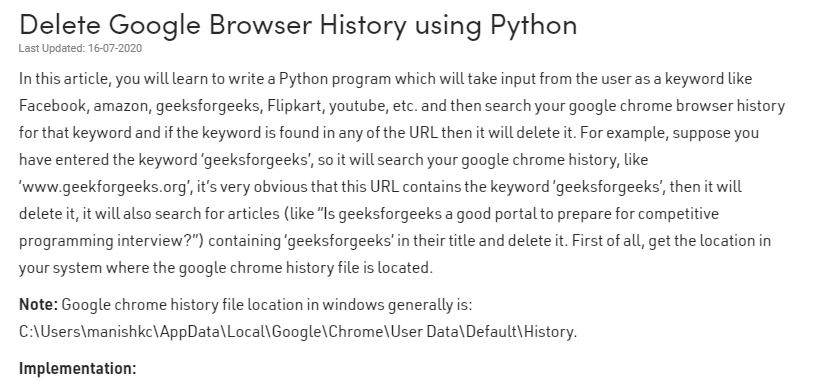 Delete Google Browser History using Python
Last Updated: 16-07-2020
In this article, you will learn to write a Python program which will take input from the user as a keyword like
Facebook, amazon, geeksforgeeks, Flipkart, youtube, etc. and then search your google chrome browser history
for that keyword and if the keyword is found in any of the URL then it will delete it. For example, suppose you
have entered the keyword ‘geeksforgeeks’, so it will search your google chrome history, like
‘www.geekforgeeks.org’, it’s very obvious that this URL contains the keyword ‘geeksforgeeks’, then it will
delete it, it will also search for articles (like “Is geeksforgeeks a good portal to prepare for competitive
programming interview?”) containing ‘geeksforgeeks’ in their title and delete it. First of all, get the location in
your system where the google chrome history file is located.
Note: Google chrome history file location in windows generally is:
C:\Users\manishkc\AppData\Local\Google\Chrome\User Data\Default\History.
Implementation: